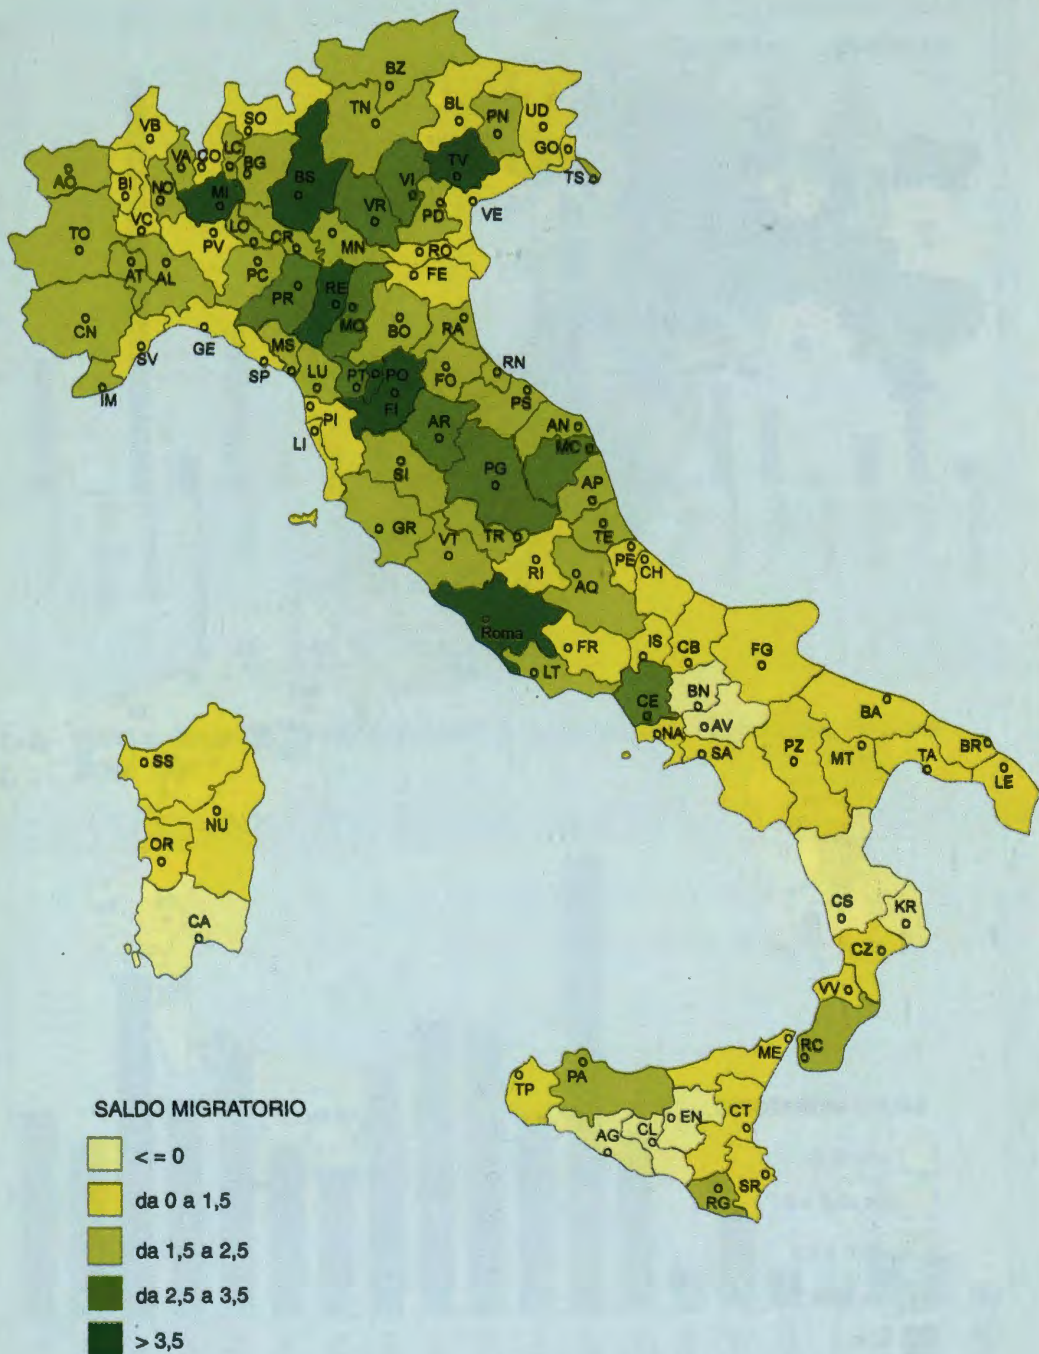 BZ
TN
BL
UD
PN
GO
VB
SO
VA
CO
LC
BG
AO
BI
NO
MI
BS
TV
VI
TS
VR
PD
VE
TO
VC
PV
LO
CR
MN
RO
AT
AL
PC
FE
PR
RE
MO
CN
BO
RA
SV
GE
MS
SP
RN
IM
LU
PT
PO
FO
PS
FI
PI
AR
AN
LI
MC
SI
PG
AP
GR
TR
TE
VT
RI
PE
CH
AQ
Roma
IS
CB
FR
FG
LT
BN
CE
BA
AV
NA
SS
SA
PZ
MT
TA
BR
LE
NU
OR
CS
KR
CA
CZ
VV
ME
RC
PA
TP
SALDO MIGRATORIO
EN
CT
CL
AG
< = 0
SR
RG
da 0 a 1,5
da 1,5 a 2,5
da 2,5 a 3,5
> 3,5